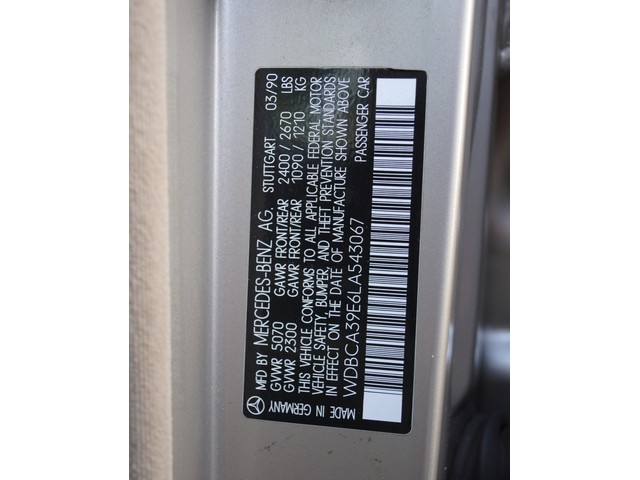 MFD BY MERCEDES-BENZ AG. STUTTGART 03/90
GVWR 5070 GAWR FRONT/REAR 2400 / 2670 LBS
GVWR 2300 GAWR FRONT/REAR 1090 / 1210 KG
THIS VEHICLE CONFORMS TO ALL APPLICABLE FEDERAL MOTOR
VEHICLE SAFETY, BUMPER, AND THEFT PREVENTION STANDARDS
IN EFFECT ON THE DATE OF MANUFACTURE SHOWN ABOVE
WDBCA39E6LA543067 PASSENGER CAR
MADE IN GERMANY